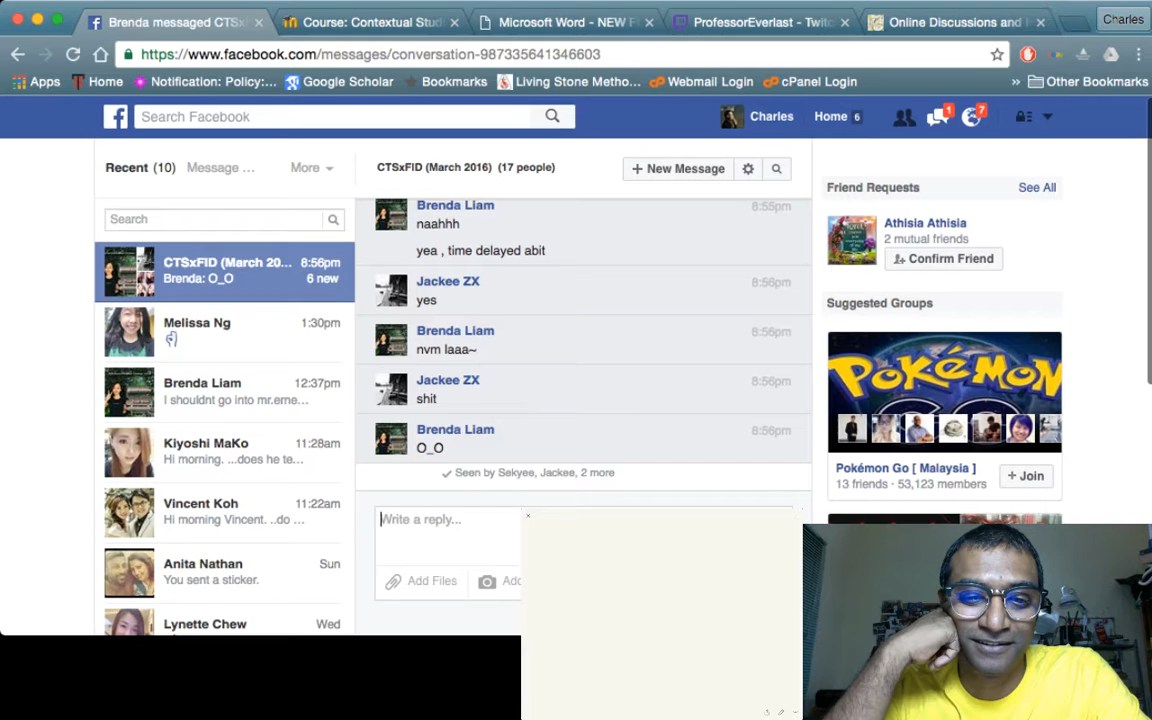 Brenda messaged CTSx
Course: Contextual Stud
Microsoft Word - NEW F
ProfessorEverlast - Twitc
Online Discussions and
Charles
https://www.facebook.com/messages/conversation-987335641346603
Apps
Home
Notification: Policy:...
Google Scholar
Bookmarks
Living Stone Metho...
Webmail Login
cPanel Login
»
Other Bookmarks
Search Facebook
Charles
Home 6
1
7
Recent (10)
Message ...
More
CTSxFID (March 2016) (17 people)
+ New Message
Search
CTSxFID (March 20... 8:56pm
Brenda: O_O 6 new
Melissa Ng 1:30pm
Brenda Liam 12:37pm
I shouldnt go into mr.erne...
Kiyoshi MaKo 11:28am
Hi morning. ...does he te...
Vincent Koh 11:22am
Hi morning Vincent. ..do ...
Anita Nathan Sun
You sent a sticker.
Lynette Chew Wed
Brenda Liam 8:55pm
naahhh
yea , time delayed abit
Jackee ZX 8:56pm
yes
Brenda Liam 8:56pm
nvm laaa~
Jackee ZX 8:56pm
shit
Brenda Liam 8:56pm
O_O
Seen by Sekyee, Jackee, 2 more
Write a reply...
Add Files
Add
Friend Requests
See All
Athisia Athisia
2 mutual friends
Confirm Friend
Suggested Groups
POKÉMON
GO
Pokémon Go [ Malaysia ]
13 friends · 53,123 members
+ Join